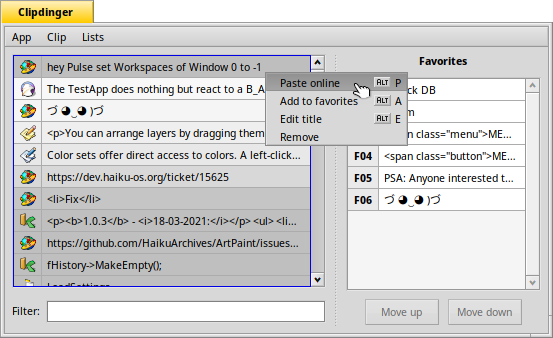 Clipdinger
App Clip Lists
hey Pulse set Workspaces of Window 0 to -1
The TestApp does nothing but react to a B_A
づ ◕‿◕ )づ
<p>You can arrange layers by dragging them
Color sets offer direct access to colors. A left-click...
https://dev.haiku-os.org/ticket/15625
<li>Fix</li>
<p><b>1.0.3</b> - <i>18-03-2021:</i></p> <ul> <li...
https://github.com/HaikuArchives/ArtPaint/issues...
fHistory->MakeEmpty();
LoadSettings
Filter:
Paste online ALT P
Add to favorites ALT A
Edit title ALT E
Remove
Favorites
ck DB
m
an class="menu">ME...
F04 <span class="button">ME...
F05 PSA: Anyone interested t...
F06 づ ◕‿◕ )づ
Move up Move down